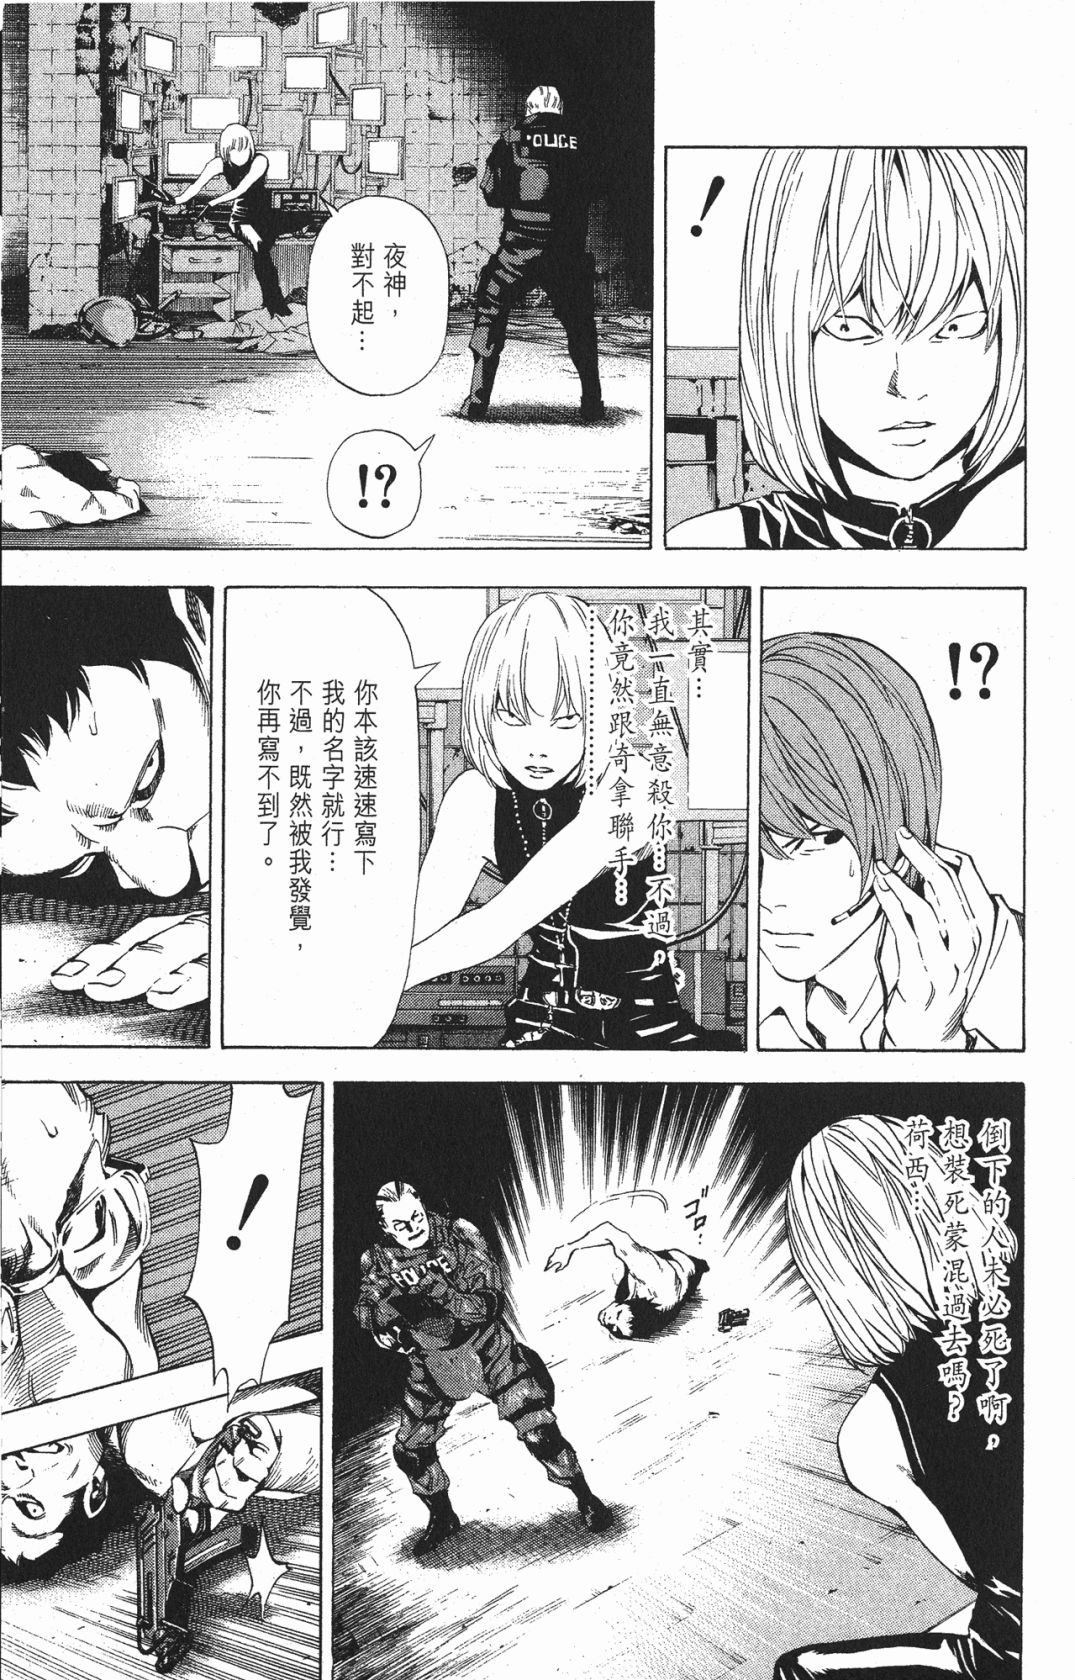 ！
POLICE
夜神，
對不起…
!?
!?
其實…
我一直無意殺你…不過，
你竟然跟奇拿聯手…
………………
你本該速速寫下
我的名字就行…
不過，既然被我發覺，
你再寫不到了。
倒下的人未必死了啊，
想裝死蒙混過去嗎？
荷西…
POLICE
ゴロ…
！